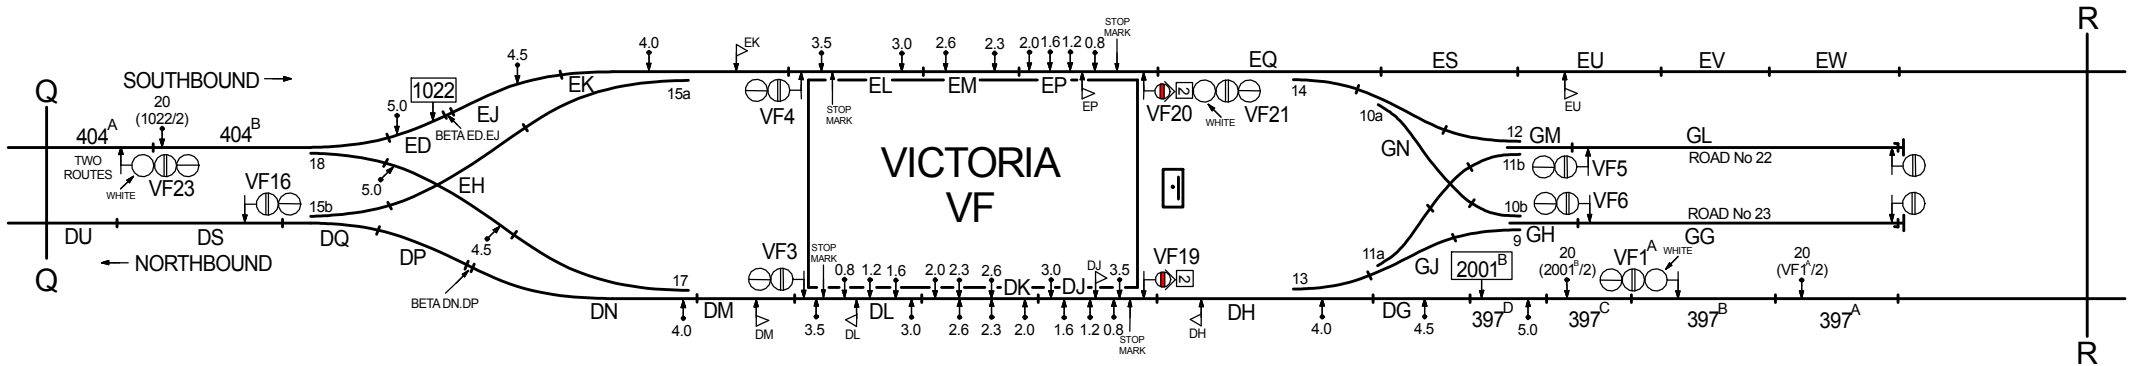 R
STOP
MARK
SOUTHBOUND
4.5
4.0
EK
3.5
3.0
2.6
2.3
2.0
1.6
1.2
0.8
EQ
ES
EU
EV
EW
Q
20
(1022/2)
5.0
1022
EJ
EK
15a
VF4
STOP
MARK
EL
EM
EP
EP
VF20
2
WHITE
VF21
14
10a
EU
404A
404B
ED
BETA ED.EJ
TWO
ROUTES
WHITE
VF23
18
5.0
EH
VF16
15b
VICTORIA
VF
GN
12
GM
GL
11b
VF5
ROAD No 22
10b
VF6
ROAD No 23
9
GH
GG
DU
DS
DQ
DP
4.5
NORTHBOUND
Q
BETA DN.DP
17
DN
4.0
DM
DM
VF3
STOP
MARK
0.8
1.2
1.6
2.0
2.3
2.6
3.0
DJ
3.5
DK
DJ
VF19
2
11a
13
GJ
2001B
20
(2001B/2)
VF1A
WHITE
20
(VF1A/2)
3.5
DL
DL
3.0
2.6
2.3
2.0
1.6
1.2
0.8
STOP
MARK
DH
DH
4.0
DG
4.5
397D
5.0
397C
397B
397A
R